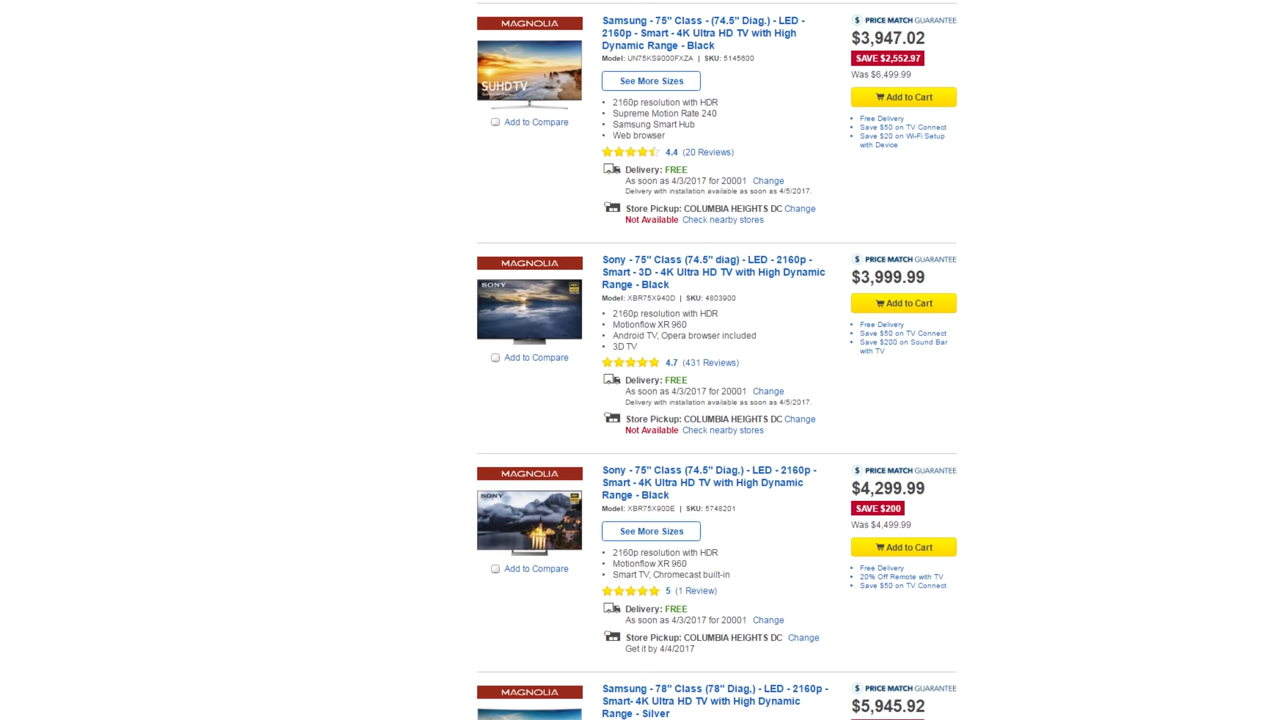 MAGNOLIA
SUHDTV
Add to Compare
Samsung - 75" Class - (74.5" Diag.) - LED -
2160p - Smart - 4K Ultra HD TV with High
Dynamic Range - Black
Model: UN75KS9000FXZA | SKU: 5145600
See More Sizes
• 2160p resolution with HDR
• Supreme Motion Rate 240
• Samsung Smart Hub
• Web browser
4.4 (20 Reviews)
Delivery: FREE
As soon as 4/3/2017 for 20001 Change
Delivery with installation available as soon as 4/5/2017.
Store Pickup: COLUMBIA HEIGHTS DC Change
Not Available Check nearby stores
$ PRICE MATCH GUARANTEE
$3,947.02
SAVE $2,552.97
Was $6,499.99
Add to Cart
• Free Delivery
• Save $50 on TV Connect
• Save $20 on Wi-Fi Setup
with Device
MAGNOLIA
SONY
Add to Compare
Sony - 75" Class (74.5" diag) - LED - 2160p -
Smart - 3D - 4K Ultra HD TV with High Dynamic
Range - Black
Model: XBR75X940D | SKU: 4803900
• 2160p resolution with HDR
• Motionflow XR 960
• Android TV, Opera browser included
• 3D TV
4.7 (431 Reviews)
Delivery: FREE
As soon as 4/3/2017 for 20001 Change
Delivery with installation available as soon as 4/5/2017.
Store Pickup: COLUMBIA HEIGHTS DC Change
Not Available Check nearby stores
$ PRICE MATCH GUARANTEE
$3,999.99
Add to Cart
• Free Delivery
• Save $50 on TV Connect
• Save $200 on Sound Bar
with TV
MAGNOLIA
SONY
Add to Compare
Sony - 75" Class (74.5" Diag.) - LED - 2160p -
Smart - 4K Ultra HD TV with High Dynamic
Range - Black
Model: XBR75X900E | SKU: 5748201
See More Sizes
• 2160p resolution with HDR
• Motionflow XR 960
• Smart TV, Chromecast built-in
5 (1 Review)
Delivery: FREE
As soon as 4/3/2017 for 20001 Change
Store Pickup: COLUMBIA HEIGHTS DC Change
Get it by 4/4/2017
$ PRICE MATCH GUARANTEE
$4,299.99
SAVE $200
Was $4,499.99
Add to Cart
• Free Delivery
• 20% Off Remote with TV
• Save $50 on TV Connect
MAGNOLIA
Samsung - 78" Class (78" Diag.) - LED - 2160p -
Smart- 4K Ultra HD TV with High Dynamic
Range - Silver
$ PRICE MATCH GUARANTEE
$5,945.92